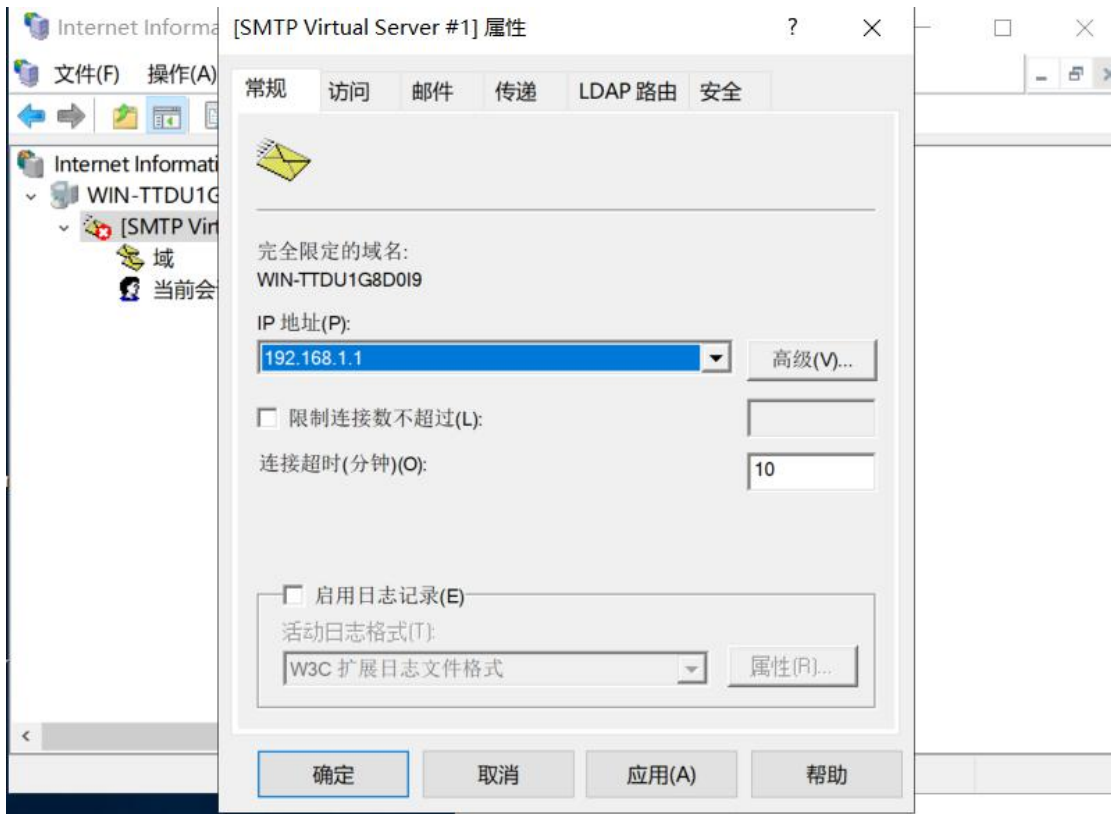 Internet Informa
[SMTP Virtual Server #1] 属性
文件(F) 操作(A)
常规 访问 邮件 传递 LDAP 路由 安全
Internet Informati
WIN-TTDU1G
[SMTP Virt
域
当前会
完全限定的域名:
WIN-TTDU1G8D0I9
IP 地址(P):
192.168.1.1
高级(V)...
限制连接数不超过(L):
连接超时(分钟)(O):
10
启用日志记录(E)
活动日志格式(T):
W3C 扩展日志文件格式
属性(R)...
确定 取消 应用(A) 帮助